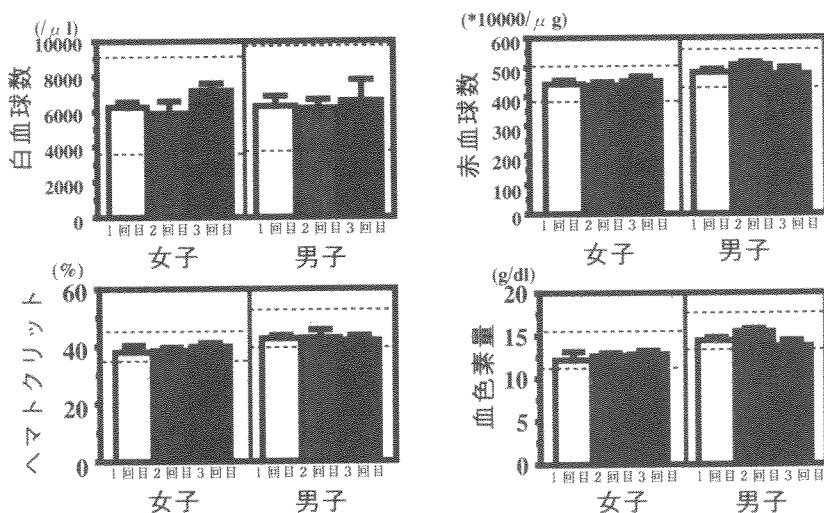 (/μl)
10000
8000
6000
4000
2000
0
白血球数
1回目 2回目 3回目 1回目 2回目 3回目
女子 男子
(*10000/μg)
600
500
400
300
200
100
0
赤血球数
1回目 2回目 3回目 1回目 2回目 3回目
女子 男子
(%)
60
40
20
0
ヘマトクリット
1回目 2回目 3回目 1回目 2回目 3回目
女子 男子
(g/dl)
20
15
10
5
0
血色素量
1回目 2回目 3回目 1回目 2回目 3回目
女子 男子